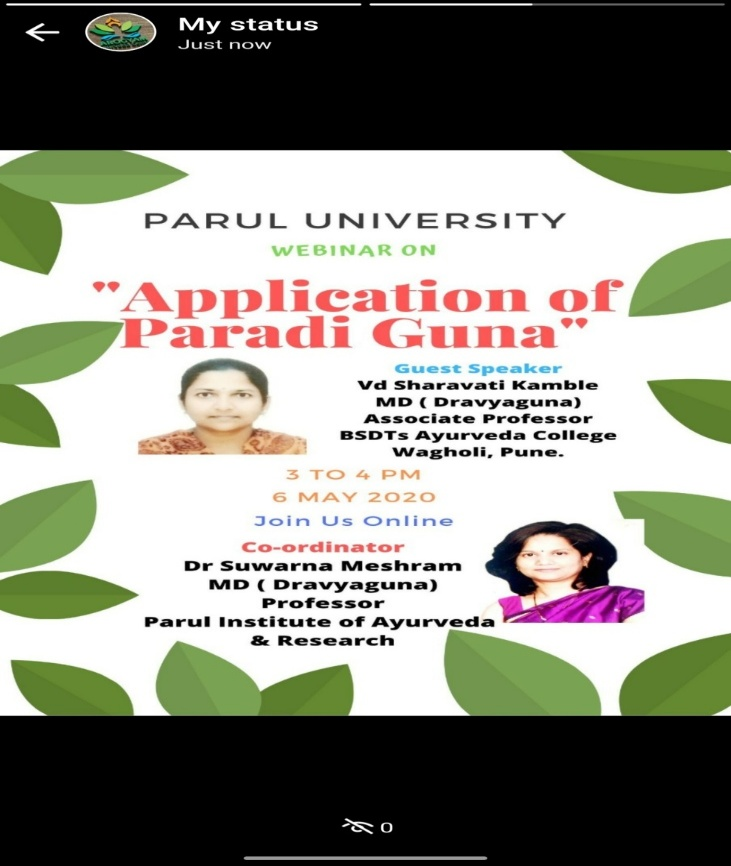 My status
Just now
PARUL UNIVERSITY
WEBINAR ON
"Application of
Paradi Guna"
Guest Speaker
Vd Sharavati Kamble
MD ( Dravyaguna)
Associate Professor
BSDTs Ayurveda College
Wagholi, Pune.
3 TO 4 PM
6 MAY 2020
Join Us Online
Co-ordinator
Dr Suwarna Meshram
MD ( Dravyaguna)
Professor
Parul Institute of Ayurveda
& Research
0